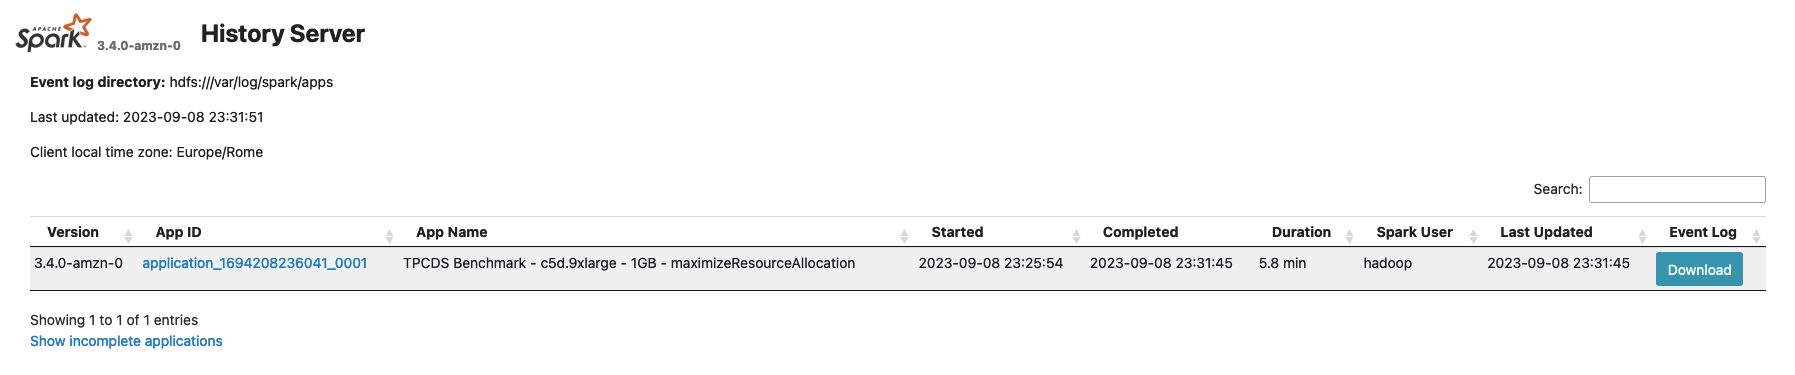 APACHE
Spark 3.4.0-amzn-0 History Server
Event log directory: hdfs:///var/log/spark/apps
Last updated: 2023-09-08 23:31:51
Client local time zone: Europe/Rome
Search:
Version App ID App Name Started Completed Duration Spark User Last Updated Event Log
3.4.0-amzn-0 application_1694208236041_0001 TPCDS Benchmark - c5d.9xlarge - 1GB - maximizeResourceAllocation 2023-09-08 23:25:54 2023-09-08 23:31:45 5.8 min hadoop 2023-09-08 23:31:45 Download
Showing 1 to 1 of 1 entries
Show incomplete applications